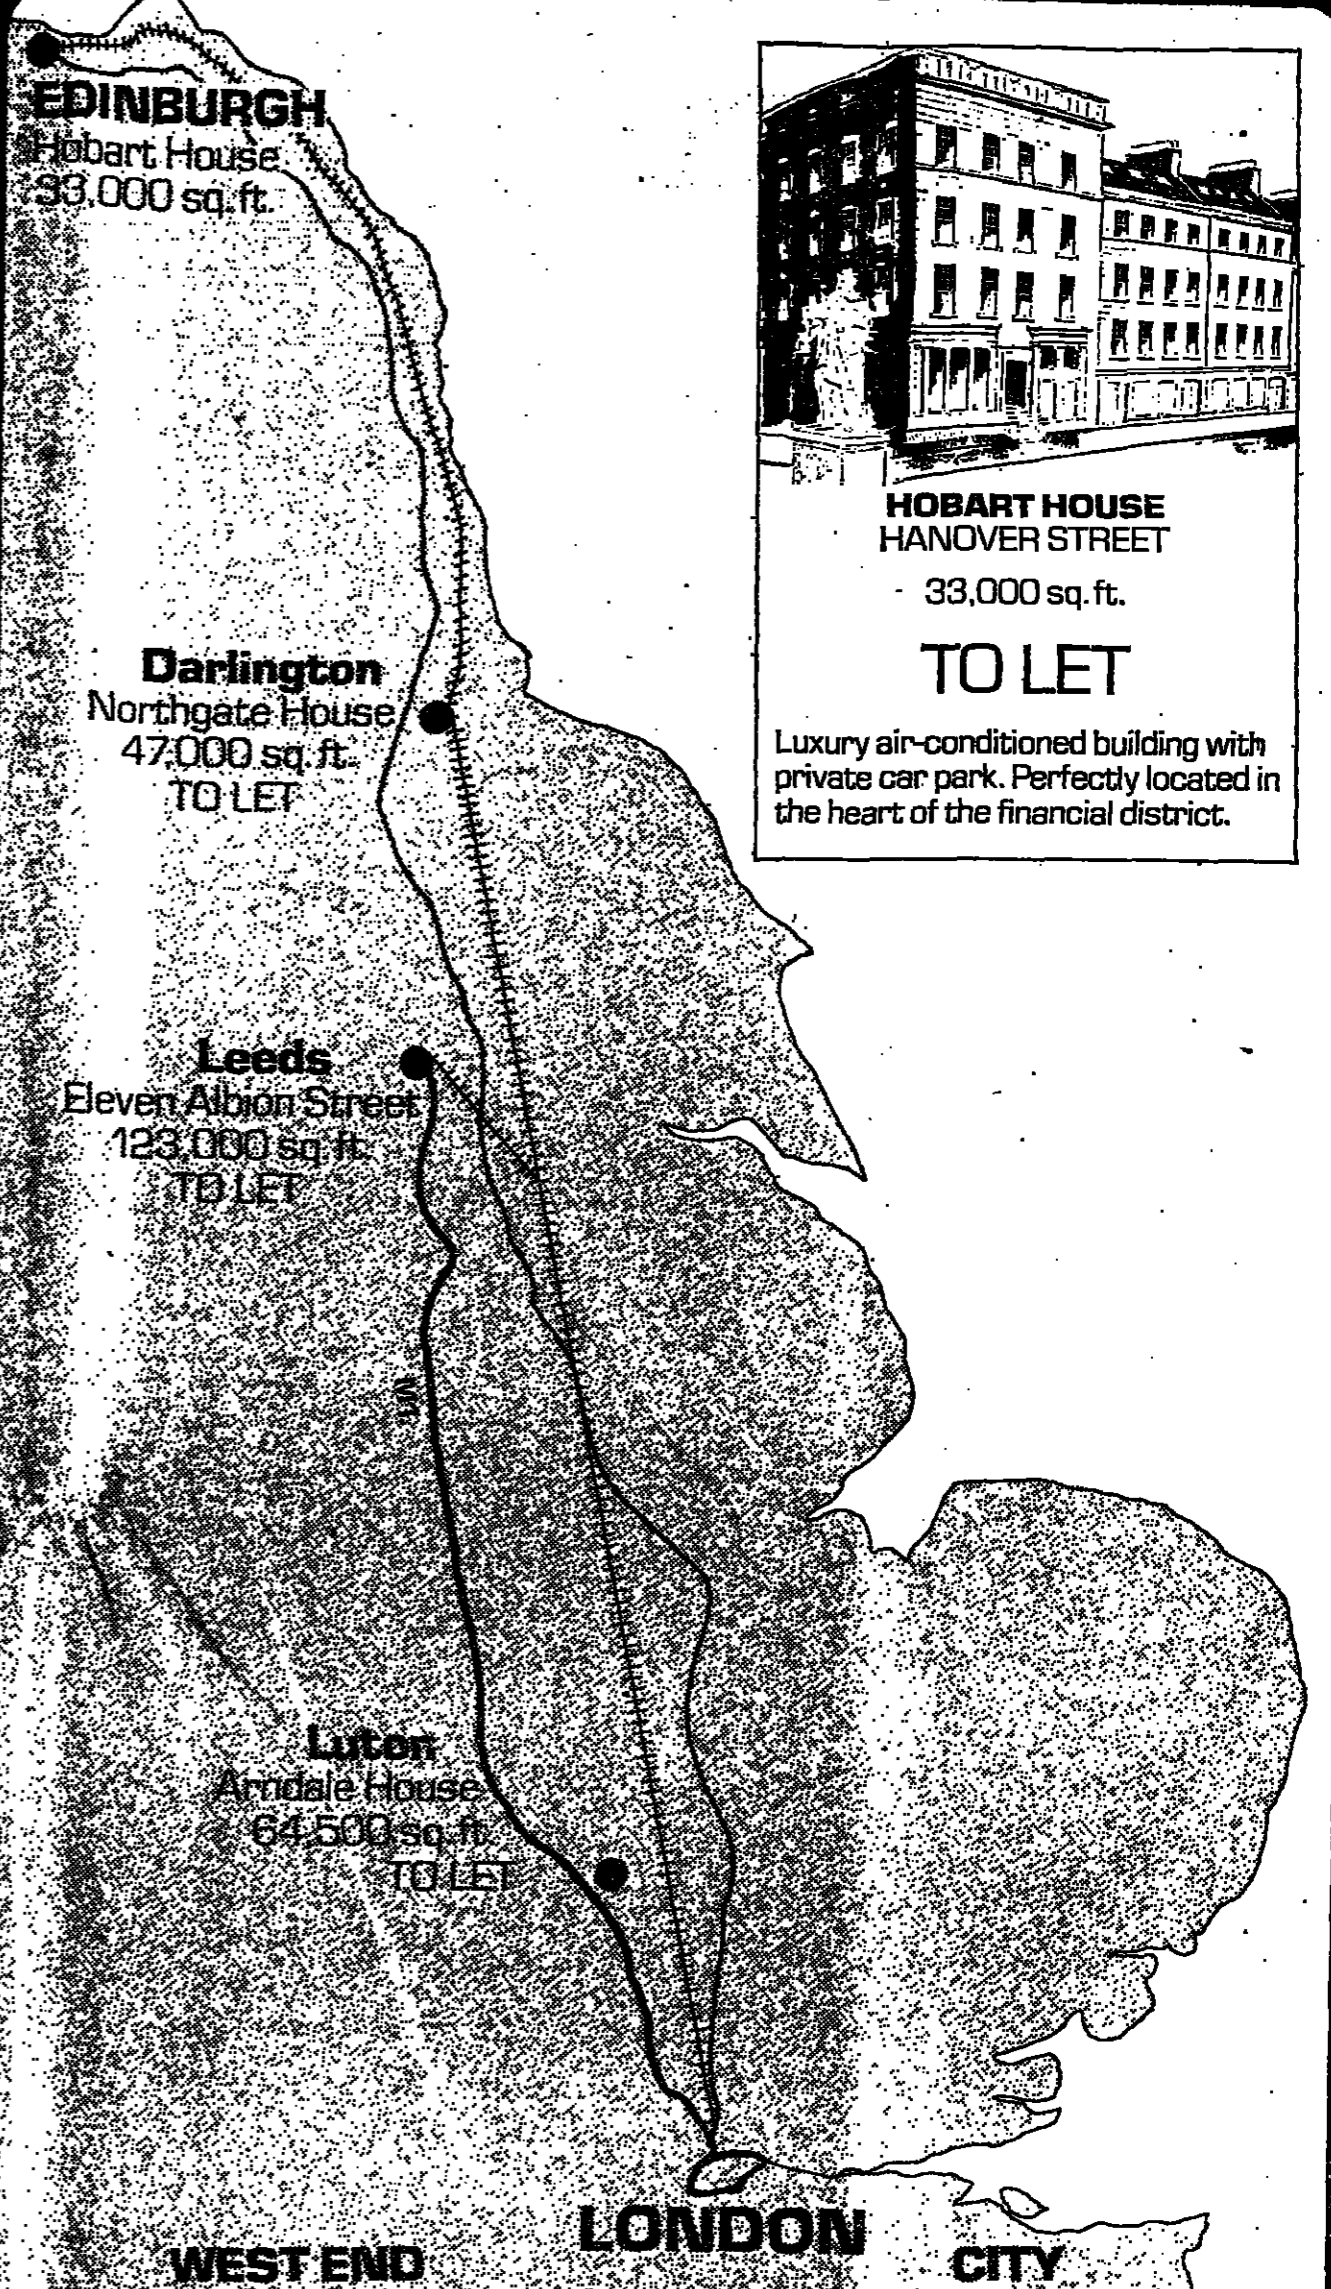 EDINBURGH
Hobart House
33,000 sq.ft.
HOBART HOUSE
HANOVER STREET
33,000 sq.ft.
TO LET
Luxury air-conditioned building with
private car park. Perfectly located in
the heart of the financial district.
Darlington
Northgate House
47,000 sq.ft.
TO LET
Leeds
Eleven Albion Street
123,000 sq.ft.
TO LET
M1
Luton
Arndale House
64,500 sq.ft.
TO LET
LONDON
WEST END
CITY